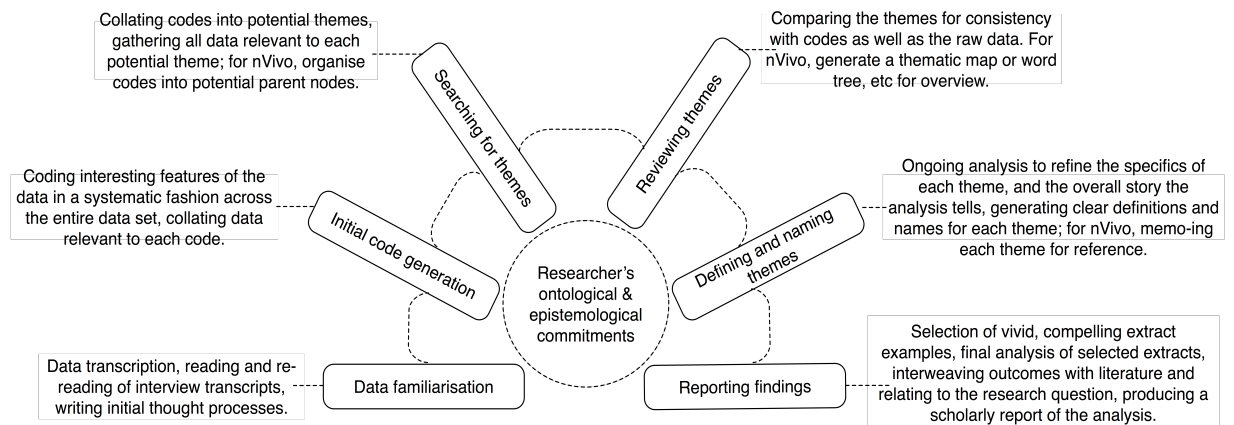 Collating codes into potential themes,
gathering all data relevant to each
potential theme; for nVivo, organise
codes into potential parent nodes.
Searching for themes
Comparing the themes for consistency
with codes as well as the raw data. For
nVivo, generate a thematic map or word
tree, etc for overview.
Reviewing themes
Coding interesting features of the
data in a systematic fashion across
the entire data set, collating data
relevant to each code.
Initial code generation
Ongoing analysis to refine the specifics of
each theme, and the overall story the
analysis tells, generating clear definitions and
names for each theme; for nVivo, memo-ing
each theme for reference.
Defining and naming
themes
Researcher’s
ontological &
epistemological
commitments
Data transcription, reading and re-
reading of interview transcripts,
writing initial thought processes.
Data familiarisation
Reporting findings
Selection of vivid, compelling extract
examples, final analysis of selected extracts,
interweaving outcomes with literature and
relating to the research question, producing a
scholarly report of the analysis.